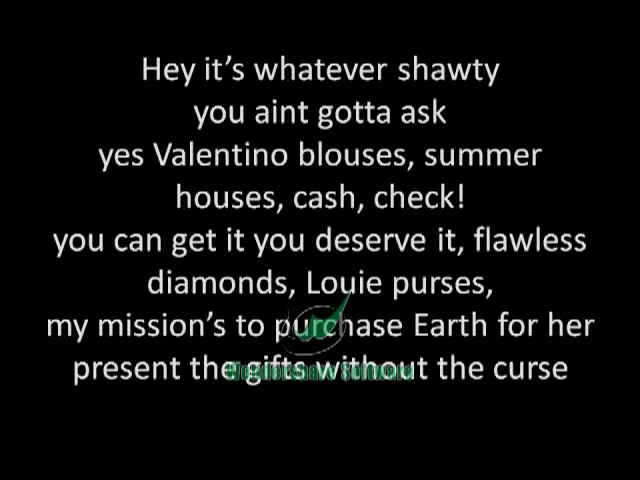 Hey it’s whatever shawty
you aint gotta ask
yes Valentino blouses, summer
houses, cash, check!
you can get it you deserve it, flawless
diamonds, Louie purses,
my mission’s to purchase Earth for her
present the gifts without the curse
Wondershare Software